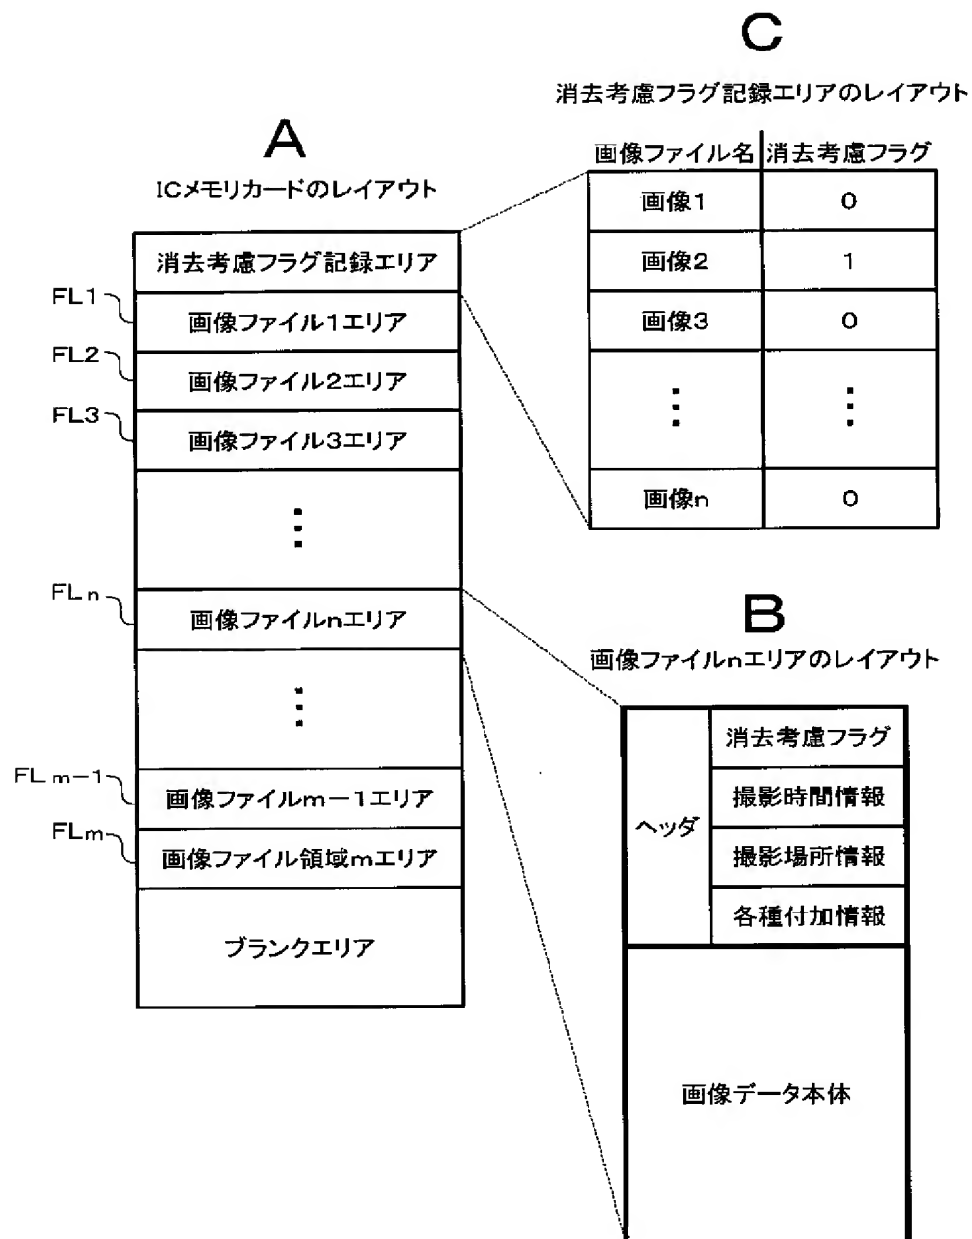 A
ICメモリカードのレイアウト
消去考慮フラグ記録エリア
FL1
画像ファイル1エリア
FL2
画像ファイル2エリア
FL3
画像ファイル3エリア
⋮
FLn
画像ファイルnエリア
⋮
FLm-1
画像ファイルm-1エリア
FLm
画像ファイル領域mエリア
ブランクエリア
C
消去考慮フラグ記録エリアのレイアウト
画像ファイル名 消去考慮フラグ
画像1 0
画像2 1
画像3 0
⋮ ⋮
画像n 0
B
画像ファイルnエリアのレイアウト
ヘッダ
消去考慮フラグ
撮影時間情報
撮影場所情報
各種付加情報
画像データ本体